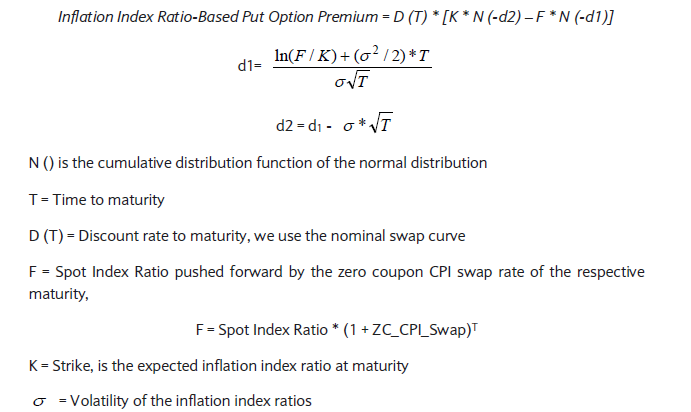 Inflation Index Ratio-Based Put Option Premium = D (T) * [K * N (-d2) – F * N (-d1)]
d1= ln(F / K) + (σ² / 2) * T
σ√T
d2 = d₁ - σ * √T
N () is the cumulative distribution function of the normal distribution
T = Time to maturity
D (T) = Discount rate to maturity, we use the nominal swap curve
F = Spot Index Ratio pushed forward by the zero coupon CPI swap rate of the respective
maturity,
F = Spot Index Ratio * (1 + ZC_CPI_Swap)ᵀ
K = Strike, is the expected inflation index ratio at maturity
σ = Volatility of the inflation index ratios